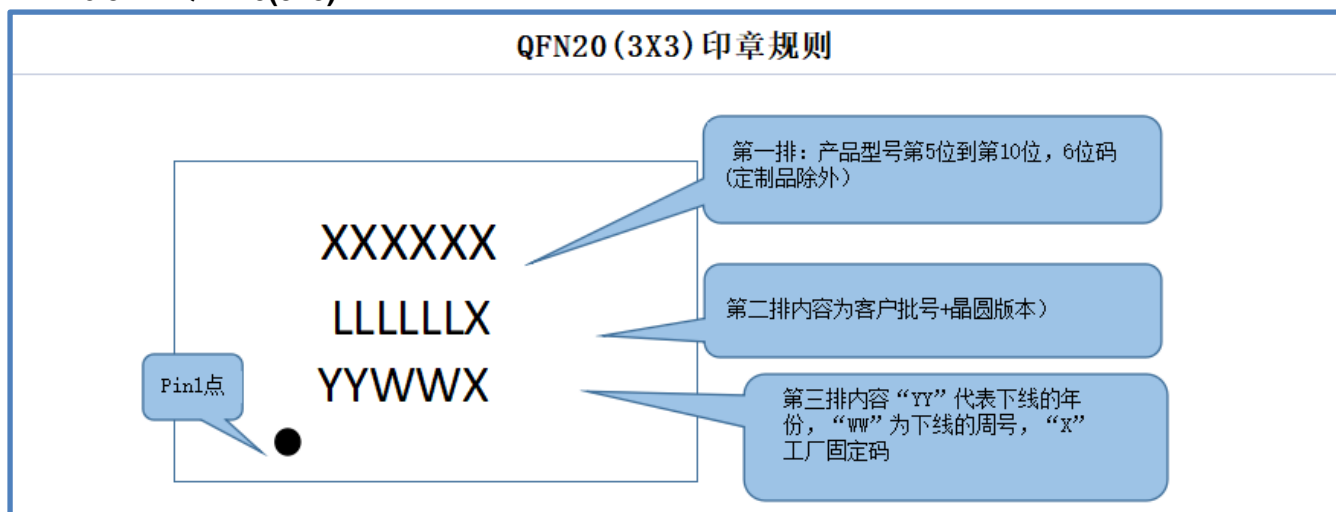 QFN20(3X3)印章规则
第一排：产品型号第5位到第10位，6位码
(定制品除外）
XXXXXX
LLLLLLX
第二排内容为客户批号+晶圆版本）
YYWWX
Pin1点
第三排内容“YY”代表下线的年
份，“WW”为下线的周号，“X”
工厂固定码